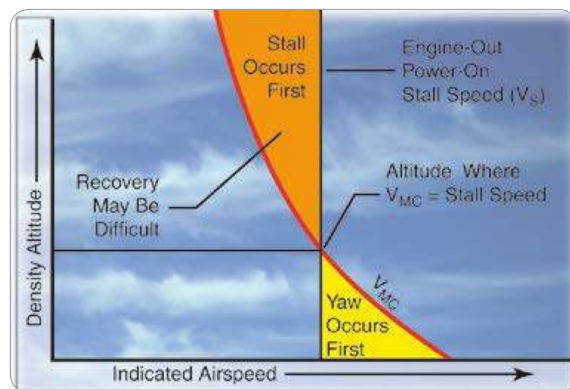 Stall
Occurs
First
Engine-Out
Power-On
Stall Speed (VS)
Recovery
May Be
Difficult
Altitude Where
VMC = Stall Speed
Density Altitude
VMC
Yaw
Occurs
First
Indicated Airspeed